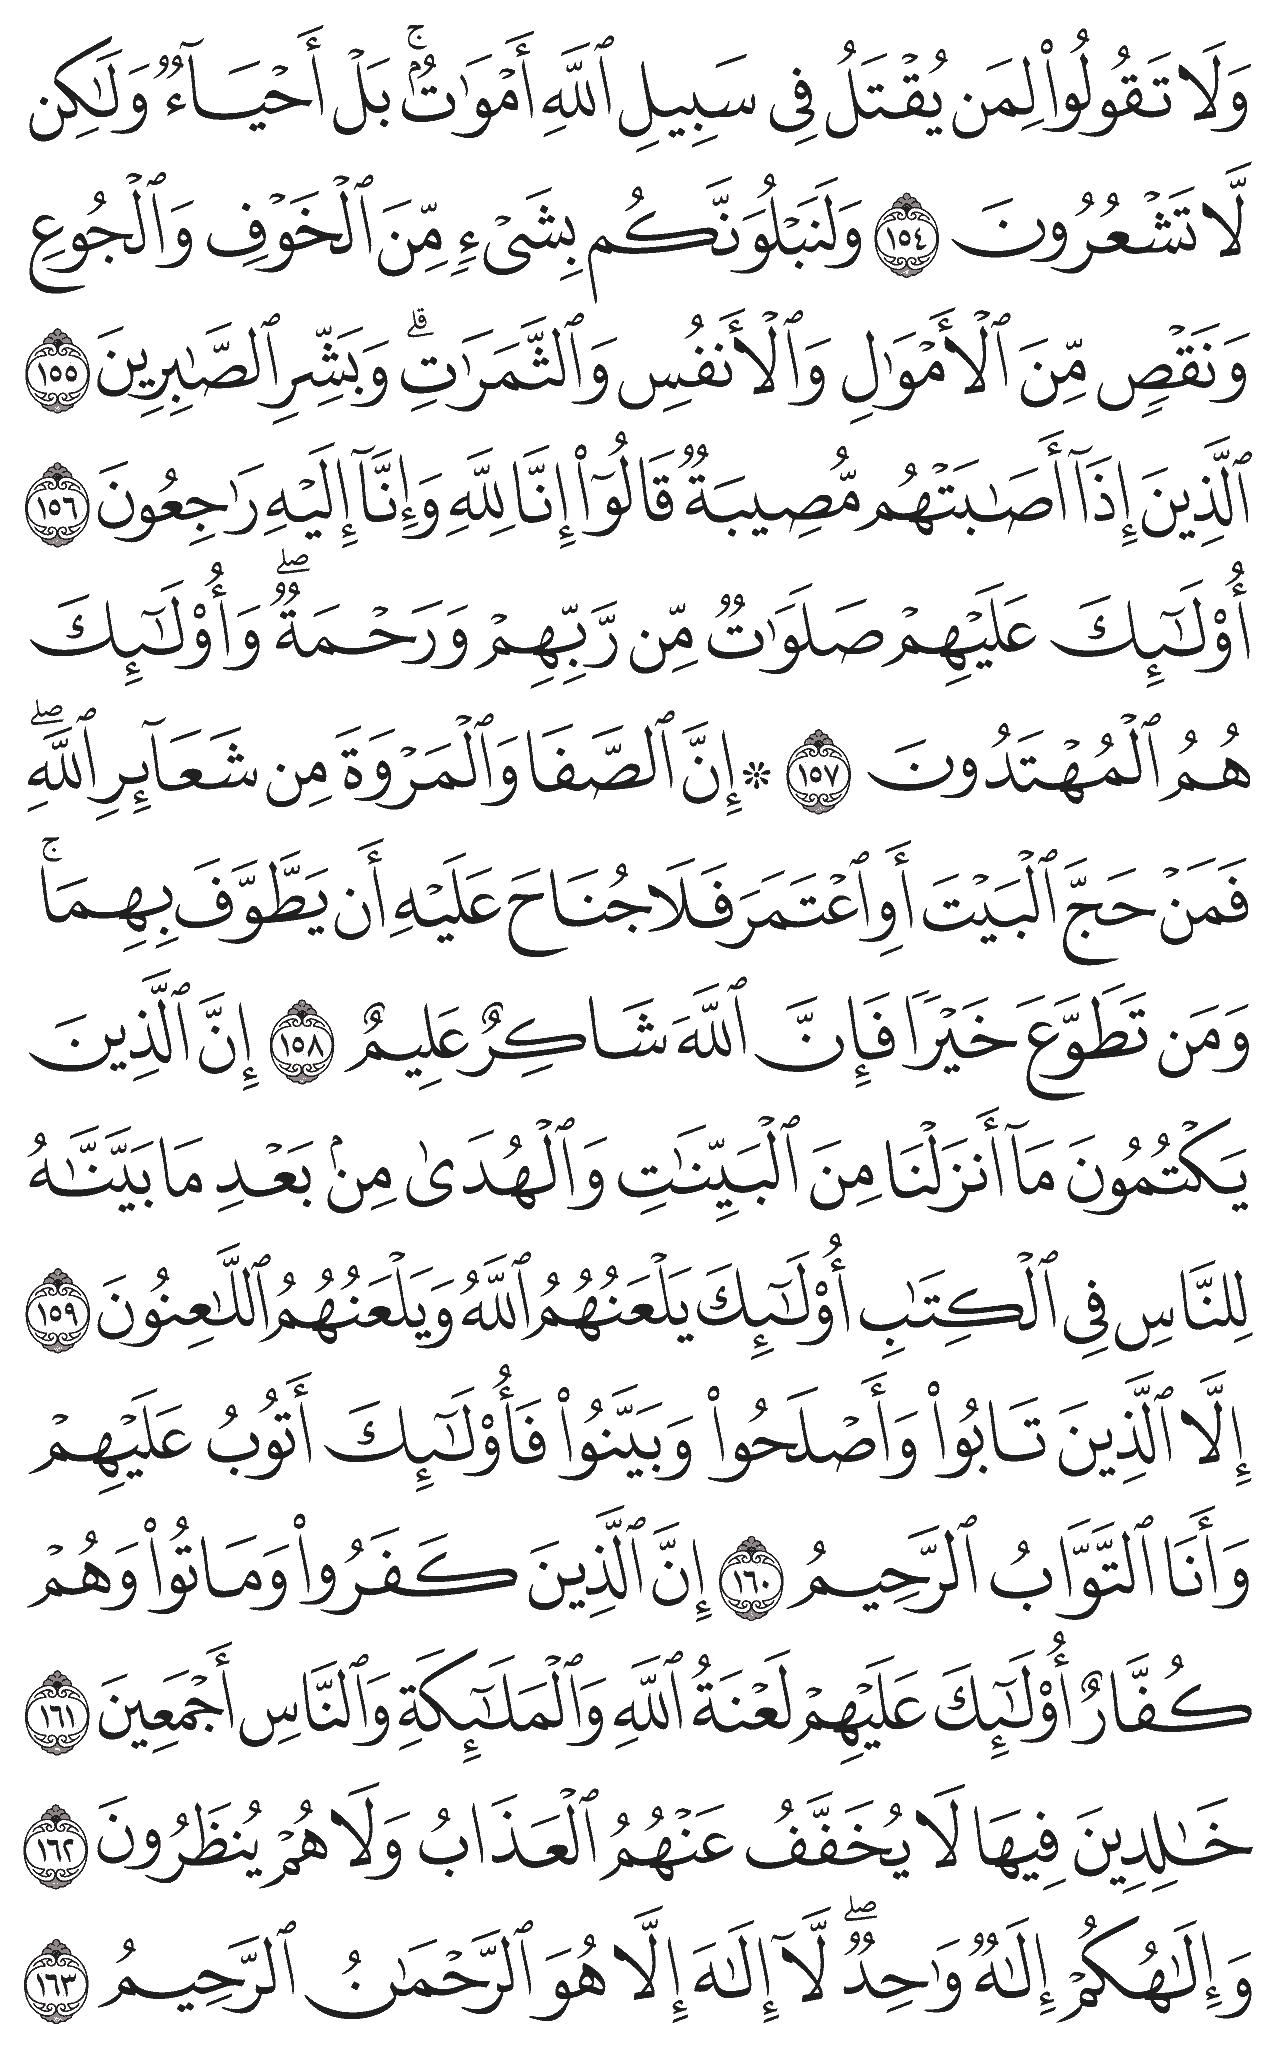 وَلَا تَقُولُوا۟ لِمَن يُقْتَلُ فِى سَبِيلِ ٱللَّهِ أَمْوَٰتٌۢ ۚ بَلْ أَحْيَآءٌ وَلَٰكِن
لَّا تَشْعُرُونَ ١٥٤ وَلَنَبْلُوَنَّكُم بِشَىْءٍ مِّنَ ٱلْخَوْفِ وَٱلْجُوعِ
وَنَقْصٍ مِّنَ ٱلْأَمْوَٰلِ وَٱلْأَنفُسِ وَٱلثَّمَرَٰتِ ۗ وَبَشِّرِ ٱلصَّٰبِرِينَ ١٥٥
ٱلَّذِينَ إِذَآ أَصَٰبَتْهُم مُّصِيبَةٌ قَالُوٓا۟ إِنَّا لِلَّهِ وَإِنَّآ إِلَيْهِ رَٰجِعُونَ ١٥٦
أُو۟لَٰٓئِكَ عَلَيْهِمْ صَلَوَٰتٌ مِّن رَّبِّهِمْ وَرَحْمَةٌ ۖ وَأُو۟لَٰٓئِكَ
هُمُ ٱلْمُهْتَدُونَ ١٥٧ ۞ إِنَّ ٱلصَّفَا وَٱلْمَرْوَةَ مِن شَعَآئِرِ ٱللَّهِ ۖ
فَمَنْ حَجَّ ٱلْبَيْتَ أَوِ ٱعْتَمَرَ فَلَا جُنَاحَ عَلَيْهِ أَن يَطَّوَّفَ بِهِمَا ۚ
وَمَن تَطَوَّعَ خَيْرًا فَإِنَّ ٱللَّهَ شَاكِرٌ عَلِيمٌ ١٥٨ إِنَّ ٱلَّذِينَ
يَكْتُمُونَ مَآ أَنزَلْنَا مِنَ ٱلْبَيِّنَٰتِ وَٱلْهُدَىٰ مِنۢ بَعْدِ مَا بَيَّنَّٰهُ
لِلنَّاسِ فِى ٱلْكِتَٰبِ أُو۟لَٰٓئِكَ يَلْعَنُهُمُ ٱللَّهُ وَيَلْعَنُهُمُ ٱللَّٰعِنُونَ ١٥٩
إِلَّا ٱلَّذِينَ تَابُوا۟ وَأَصْلَحُوا۟ وَبَيَّنُوا۟ فَأُو۟لَٰٓئِكَ أَتُوبُ عَلَيْهِمْ
وَأَنَا ٱلتَّوَّابُ ٱلرَّحِيمُ ١٦٠ إِنَّ ٱلَّذِينَ كَفَرُوا۟ وَمَاتُوا۟ وَهُمْ
كُفَّارٌ أُو۟لَٰٓئِكَ عَلَيْهِمْ لَعْنَةُ ٱللَّهِ وَٱلْمَلَٰٓئِكَةِ وَٱلنَّاسِ أَجْمَعِينَ ١٦١
خَٰلِدِينَ فِيهَا لَا يُخَفَّفُ عَنْهُمُ ٱلْعَذَابُ وَلَا هُمْ يُنظَرُونَ ١٦٢
وَإِلَٰهُكُمْ إِلَٰهٌ وَٰحِدٌ ۖ لَّآ إِلَٰهَ إِلَّا هُوَ ٱلرَّحْمَٰنُ ٱلرَّحِيمُ ١٦٣